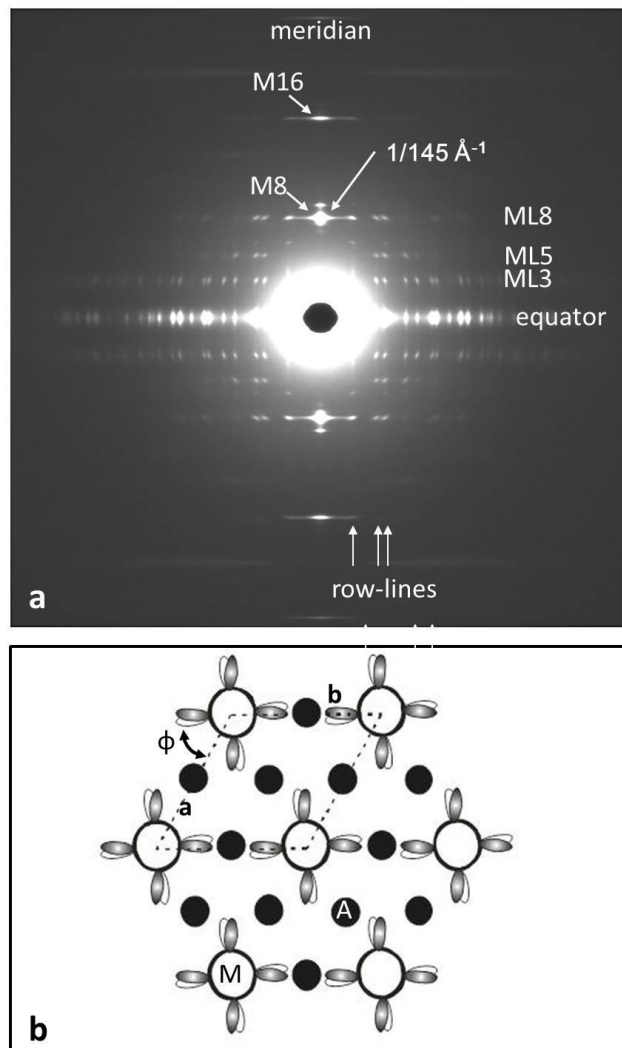 meridian
M16
1/145 Å⁻¹
M8
ML8
ML5
ML3
equator
row-lines
a
b
ϕ
a
A
M
b